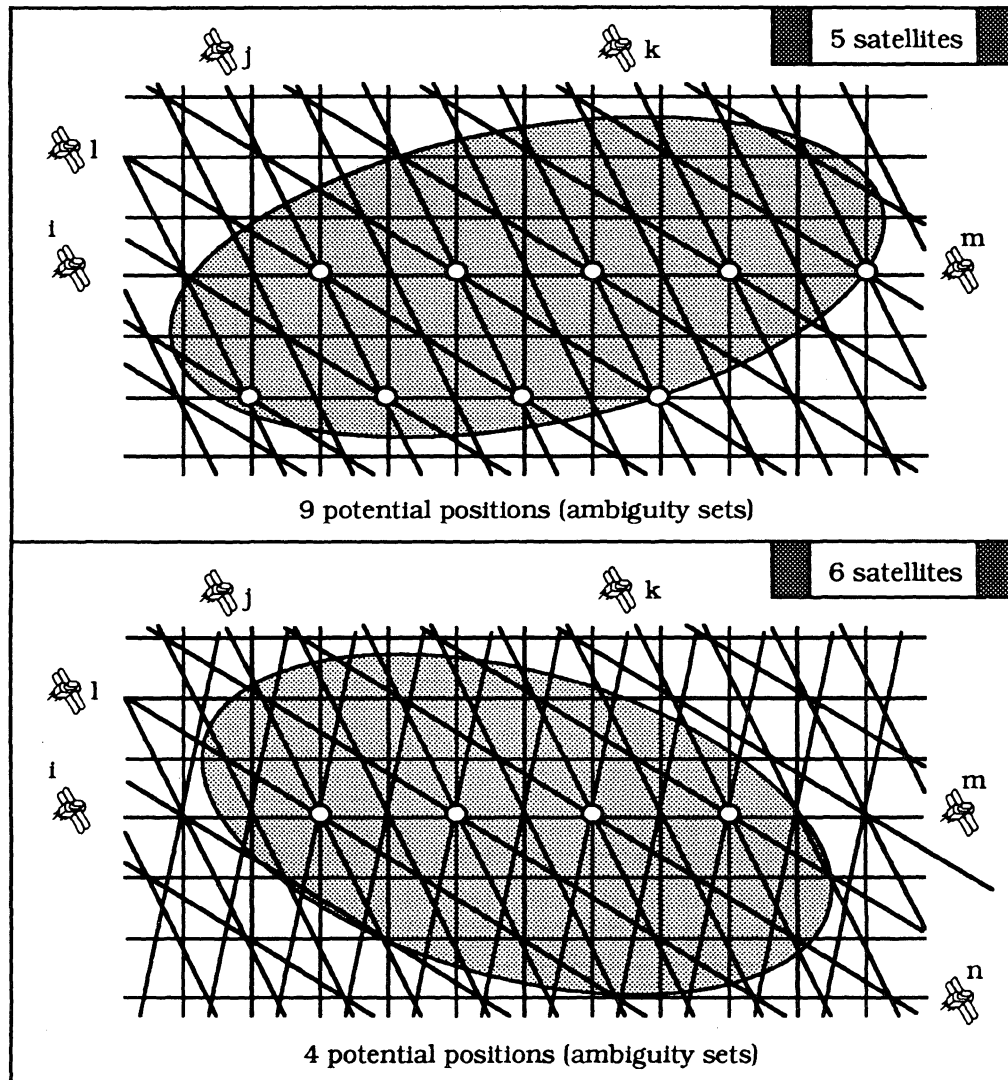 5 satellites
j
k
l
i
m
9 potential positions (ambiguity sets)
6 satellites
j
k
l
i
m
n
4 potential positions (ambiguity sets)